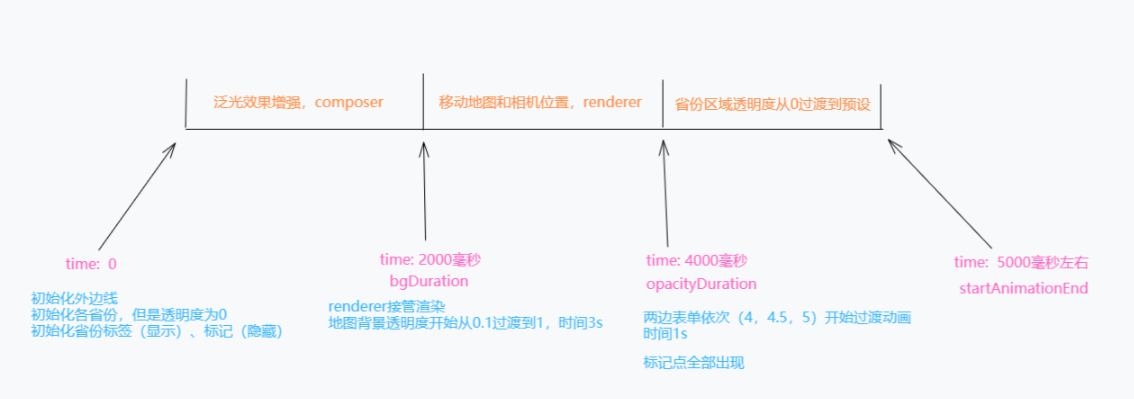 泛光效果增强，composer
移动地图和相机位置，renderer
省份区域透明度从0过渡到预设
time: 0
初始化外边线
初始化各省份，但是透明度为0
初始化省份标签（显示）、标记（隐藏）
time: 2000毫秒
bgDuration
renderer接管渲染
地图背景透明度开始从0.1过渡到1，时间3s
time: 4000毫秒
opacityDuration
两边表单依次（4，4.5，5）开始过渡动画
时间1s
标记点全部出现
time: 5000毫秒左右
startAnimationEnd